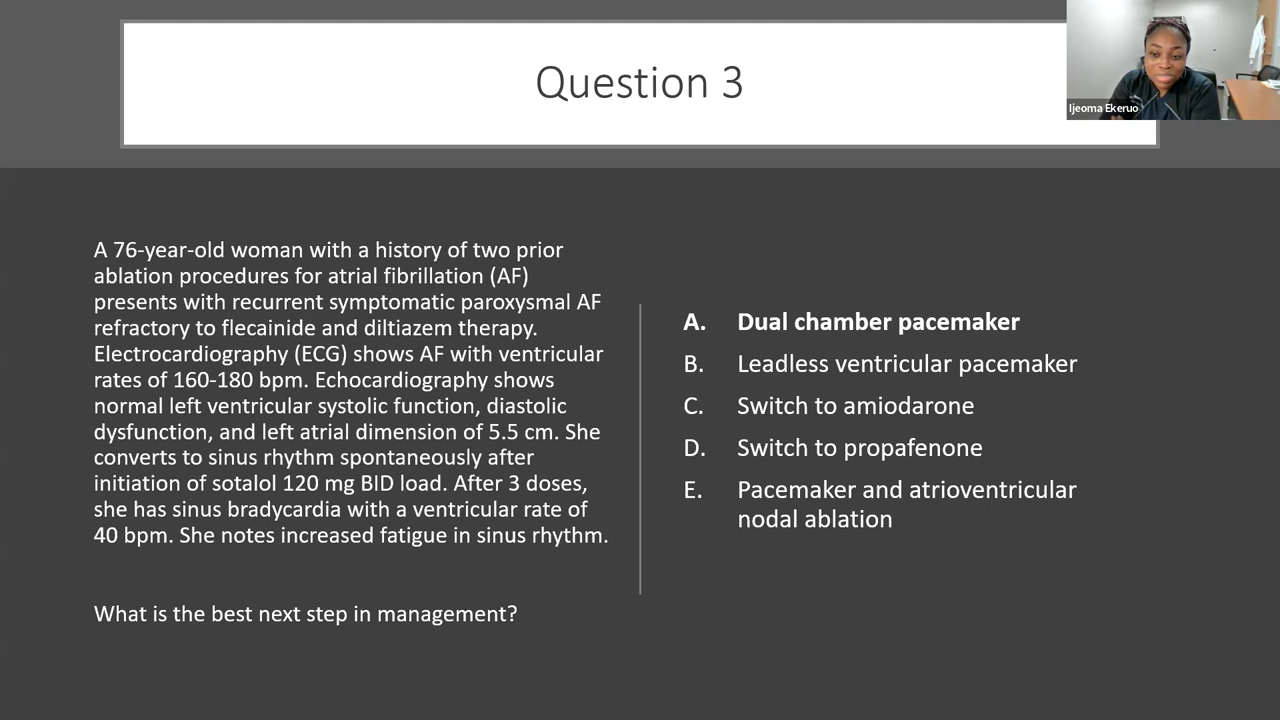 Question 3
Ijeoma Ekeruo
A 76-year-old woman with a history of two prior
ablation procedures for atrial fibrillation (AF)
presents with recurrent symptomatic paroxysmal AF
refractory to flecainide and diltiazem therapy.
Electrocardiography (ECG) shows AF with ventricular
rates of 160-180 bpm. Echocardiography shows
normal left ventricular systolic function, diastolic
dysfunction, and left atrial dimension of 5.5 cm. She
converts to sinus rhythm spontaneously after
initiation of sotalol 120 mg BID load. After 3 doses,
she has sinus bradycardia with a ventricular rate of
40 bpm. She notes increased fatigue in sinus rhythm.
What is the best next step in management?
A. Dual chamber pacemaker
B. Leadless ventricular pacemaker
C. Switch to amiodarone
D. Switch to propafenone
E. Pacemaker and atrioventricular
nodal ablation